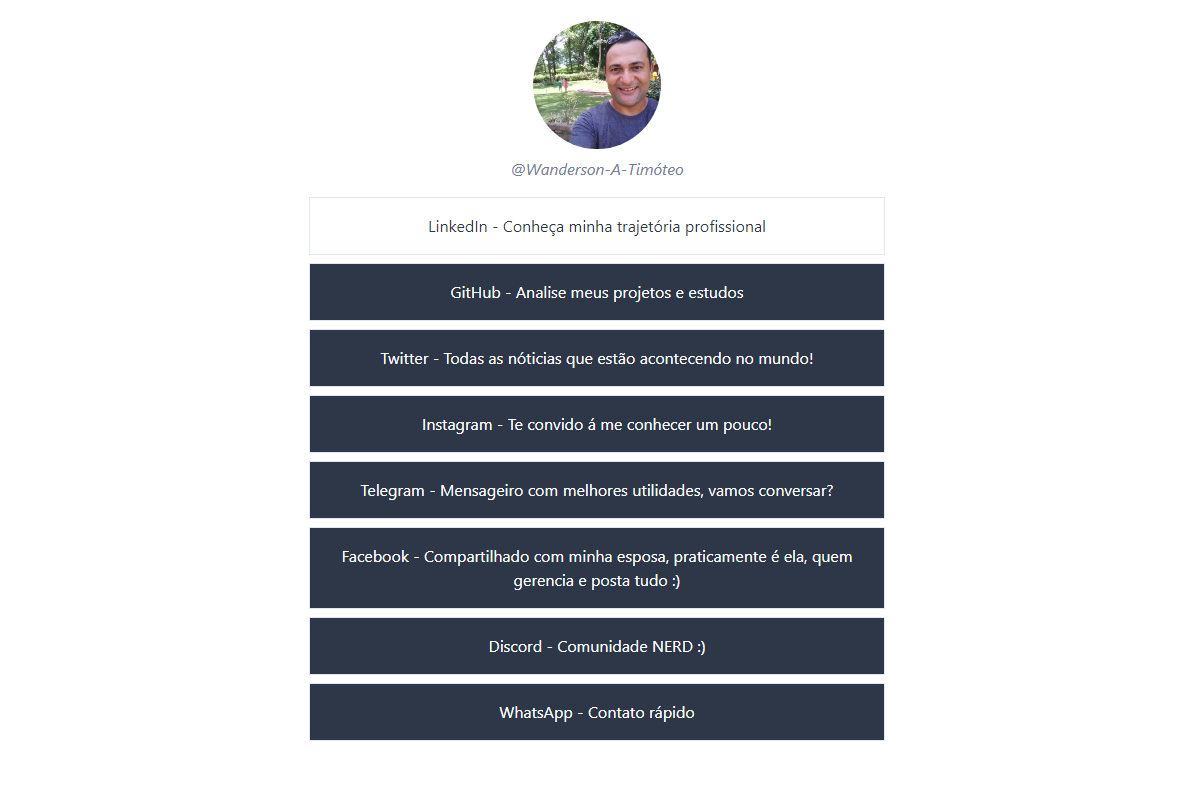 @Wanderson-A-Timóteo
LinkedIn - Conheça minha trajetória profissional
GitHub - Analise meus projetos e estudos
Twitter - Todas as nóticias que estão acontecendo no mundo!
Instagram - Te convido á me conhecer um pouco!
Telegram - Mensageiro com melhores utilidades, vamos conversar?
Facebook - Compartilhado com minha esposa, praticamente é ela, quem
gerencia e posta tudo :)
Discord - Comunidade NERD :)
WhatsApp - Contato rápido